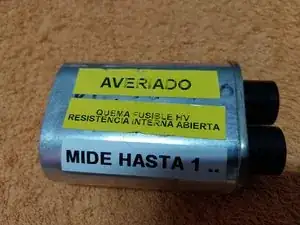 AVERIADO
QUEMA FUSIBLE HV
RESISTENCIA INTERNA ABIERTA
MIDE HASTA 1 ..